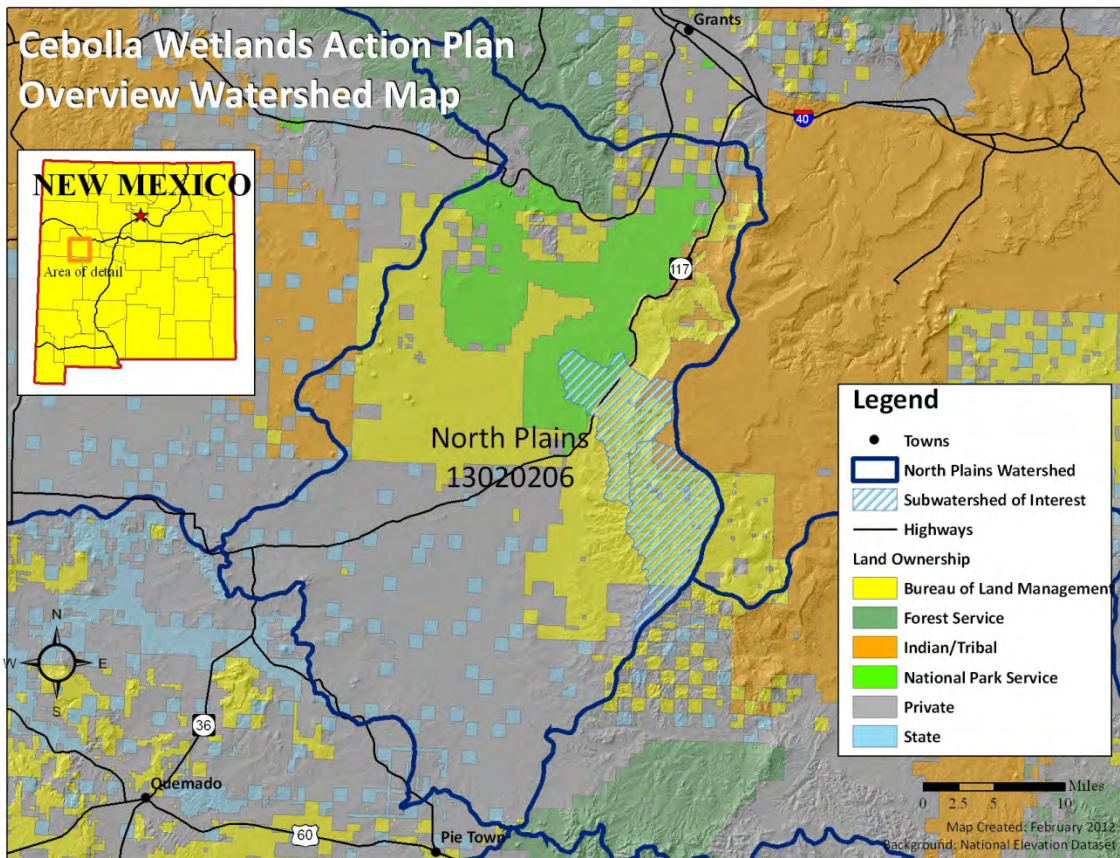 Cebolla Wetlands Action Plan
Overview Watershed Map
Grants
40
NEW MEXICO
Area of detail
117
North Plains
13020206
Legend
Towns
North Plains Watershed
Subwatershed of Interest
Highways
Land Ownership
Bureau of Land Management
Forest Service
Indian/Tribal
National Park Service
Private
State
N
W E
S
36
Quemado
60
Pie Town
Miles
0 2.5 5 10
Map Created: February 2012
Background: National Elevation Dataset